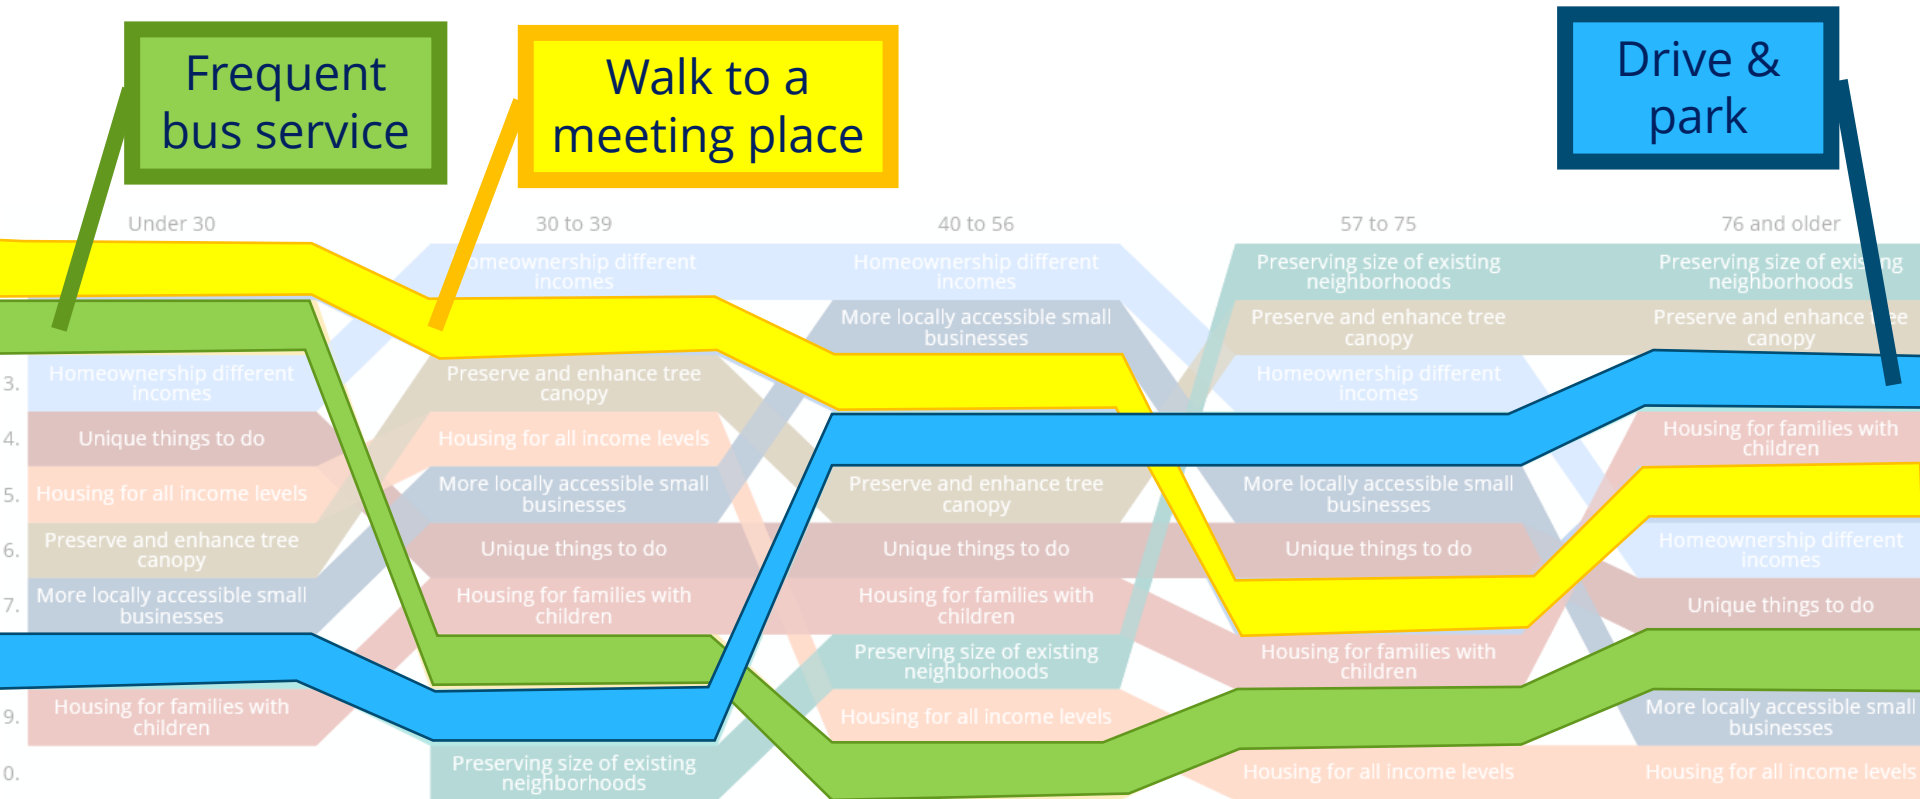 Frequent
bus service
Walk to a
meeting place
Drive &
park
Under 30
30 to 39
40 to 56
57 to 75
76 and older
3.
4.
5.
6.
7.
9.
0.
Homeownership different
incomes
Unique things to do
Housing for all income levels
Preserve and enhance tree
canopy
More locally accessible small
businesses
Housing for families with
children
omeownership different
incomes
Preserve and enhance tree
canopy
Housing for all income levels
More locally accessible small
businesses
Unique things to do
Housing for families with
children
Preserving size of existing
neighborhoods
Homeownership different
incomes
More locally accessible small
businesses
Preserve and enhance tree
canopy
Unique things to do
Housing for families with
children
Preserving size of existing
neighborhoods
Housing for all income levels
Preserving size of existing
neighborhoods
Preserve and enhance tree
canopy
Homeownership different
incomes
More locally accessible small
businesses
Unique things to do
Housing for families with
children
Housing for all income levels
Preserving size of existing
neighborhoods
Preserve and enhance tree
canopy
Housing for families with
children
Homeownership different
incomes
Unique things to do
More locally accessible small
businesses
Housing for all income levels